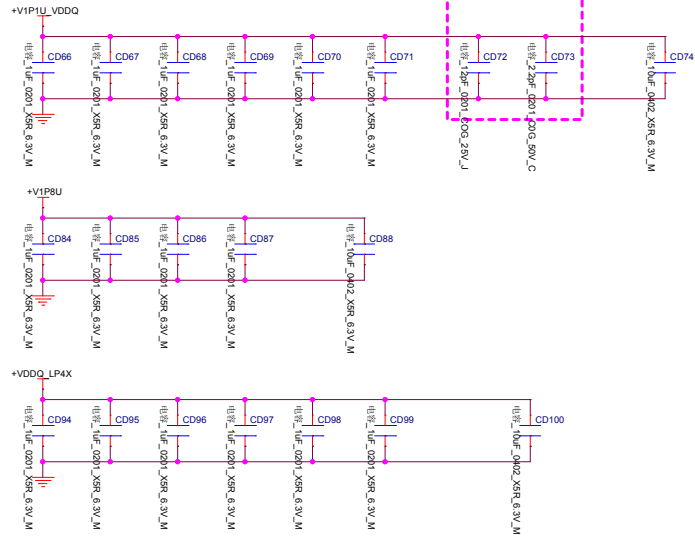 +V1P1U_VDDQ
CD66
电容_1uF_0201_X5R_6.3V_M
CD67
电容_1uF_0201_X5R_6.3V_M
CD68
电容_1uF_0201_X5R_6.3V_M
CD69
电容_1uF_0201_X5R_6.3V_M
CD70
电容_1uF_0201_X5R_6.3V_M
CD71
电容_1uF_0201_X5R_6.3V_M
CD72
电容_12pF_0201_COG_25V_J
CD73
电容_2.2pF_0201_C0G_50V_C
CD74
电容_10uF_0402_X5R_6.3V_M
+V1P8U
CD84
电容_1uF_0201_X5R_6.3V_M
CD85
电容_1uF_0201_X5R_6.3V_M
CD86
电容_1uF_0201_X5R_6.3V_M
CD87
电容_1uF_0201_X5R_6.3V_M
CD88
电容_10uF_0402_X5R_6.3V_M
+VDDQ_LP4X
CD94
电容_1uF_0201_X5R_6.3V_M
CD95
电容_1uF_0201_X5R_6.3V_M
CD96
电容_1uF_0201_X5R_6.3V_M
CD97
电容_1uF_0201_X5R_6.3V_M
CD98
电容_1uF_0201_X5R_6.3V_M
CD99
电容_1uF_0201_X5R_6.3V_M
CD100
电容_10uF_0402_X5R_6.3V_M